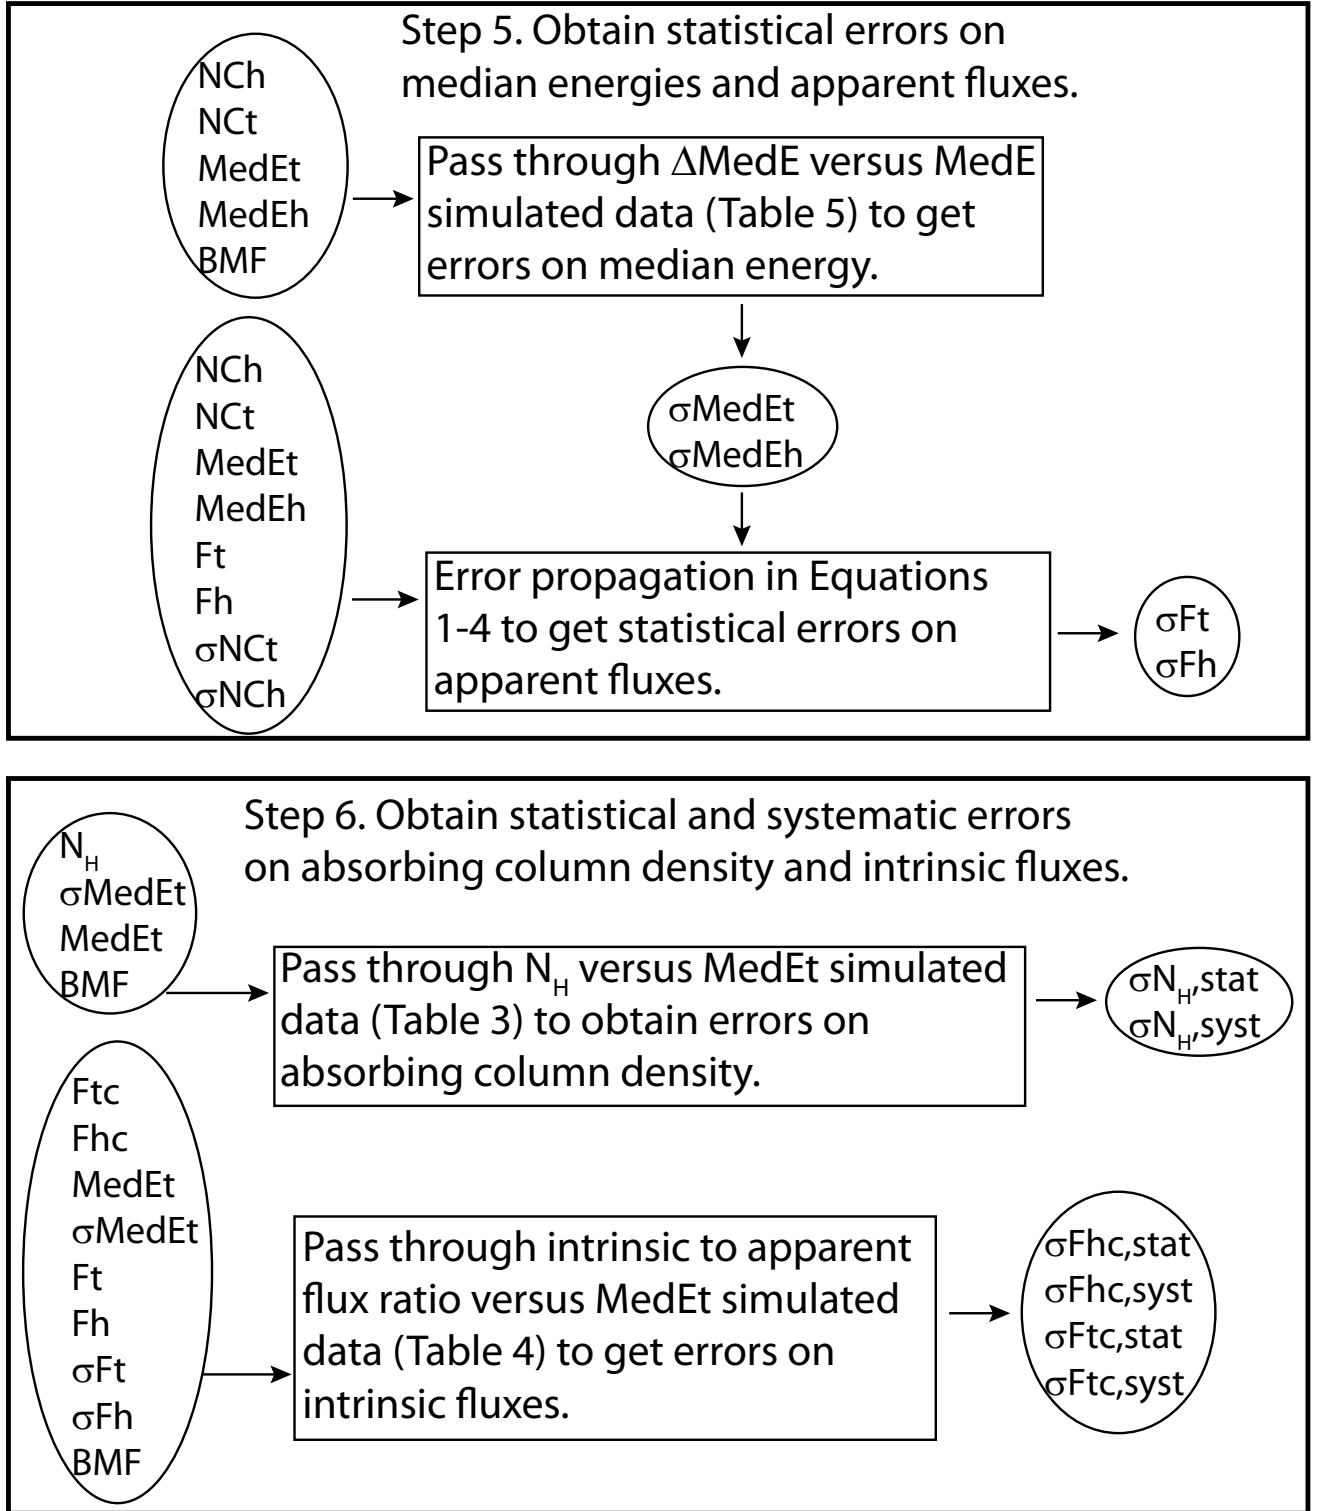 Step 5. Obtain statistical errors on
median energies and apparent fluxes.
NCh
NCt
MedEt
MedEh
BMF
Pass through ΔMedE versus MedE
simulated data (Table 5) to get
errors on median energy.
σMedEt
σMedEh
NCh
NCt
MedEt
MedEh
Ft
Fh
σNCt
σNCh
Error propagation in Equations
1-4 to get statistical errors on
apparent fluxes.
σFt
σFh
Step 6. Obtain statistical and systematic errors
on absorbing column density and intrinsic fluxes.
N_H
σMedEt
MedEt
BMF
Pass through N_H versus MedEt simulated
data (Table 3) to obtain errors on
absorbing column density.
σN_H,stat
σN_H,syst
Ftc
Fhc
MedEt
σMedEt
Ft
Fh
σFt
σFh
BMF
Pass through intrinsic to apparent
flux ratio versus MedEt simulated
data (Table 4) to get errors on
intrinsic fluxes.
σFhc,stat
σFhc,syst
σFtc,stat
σFtc,syst